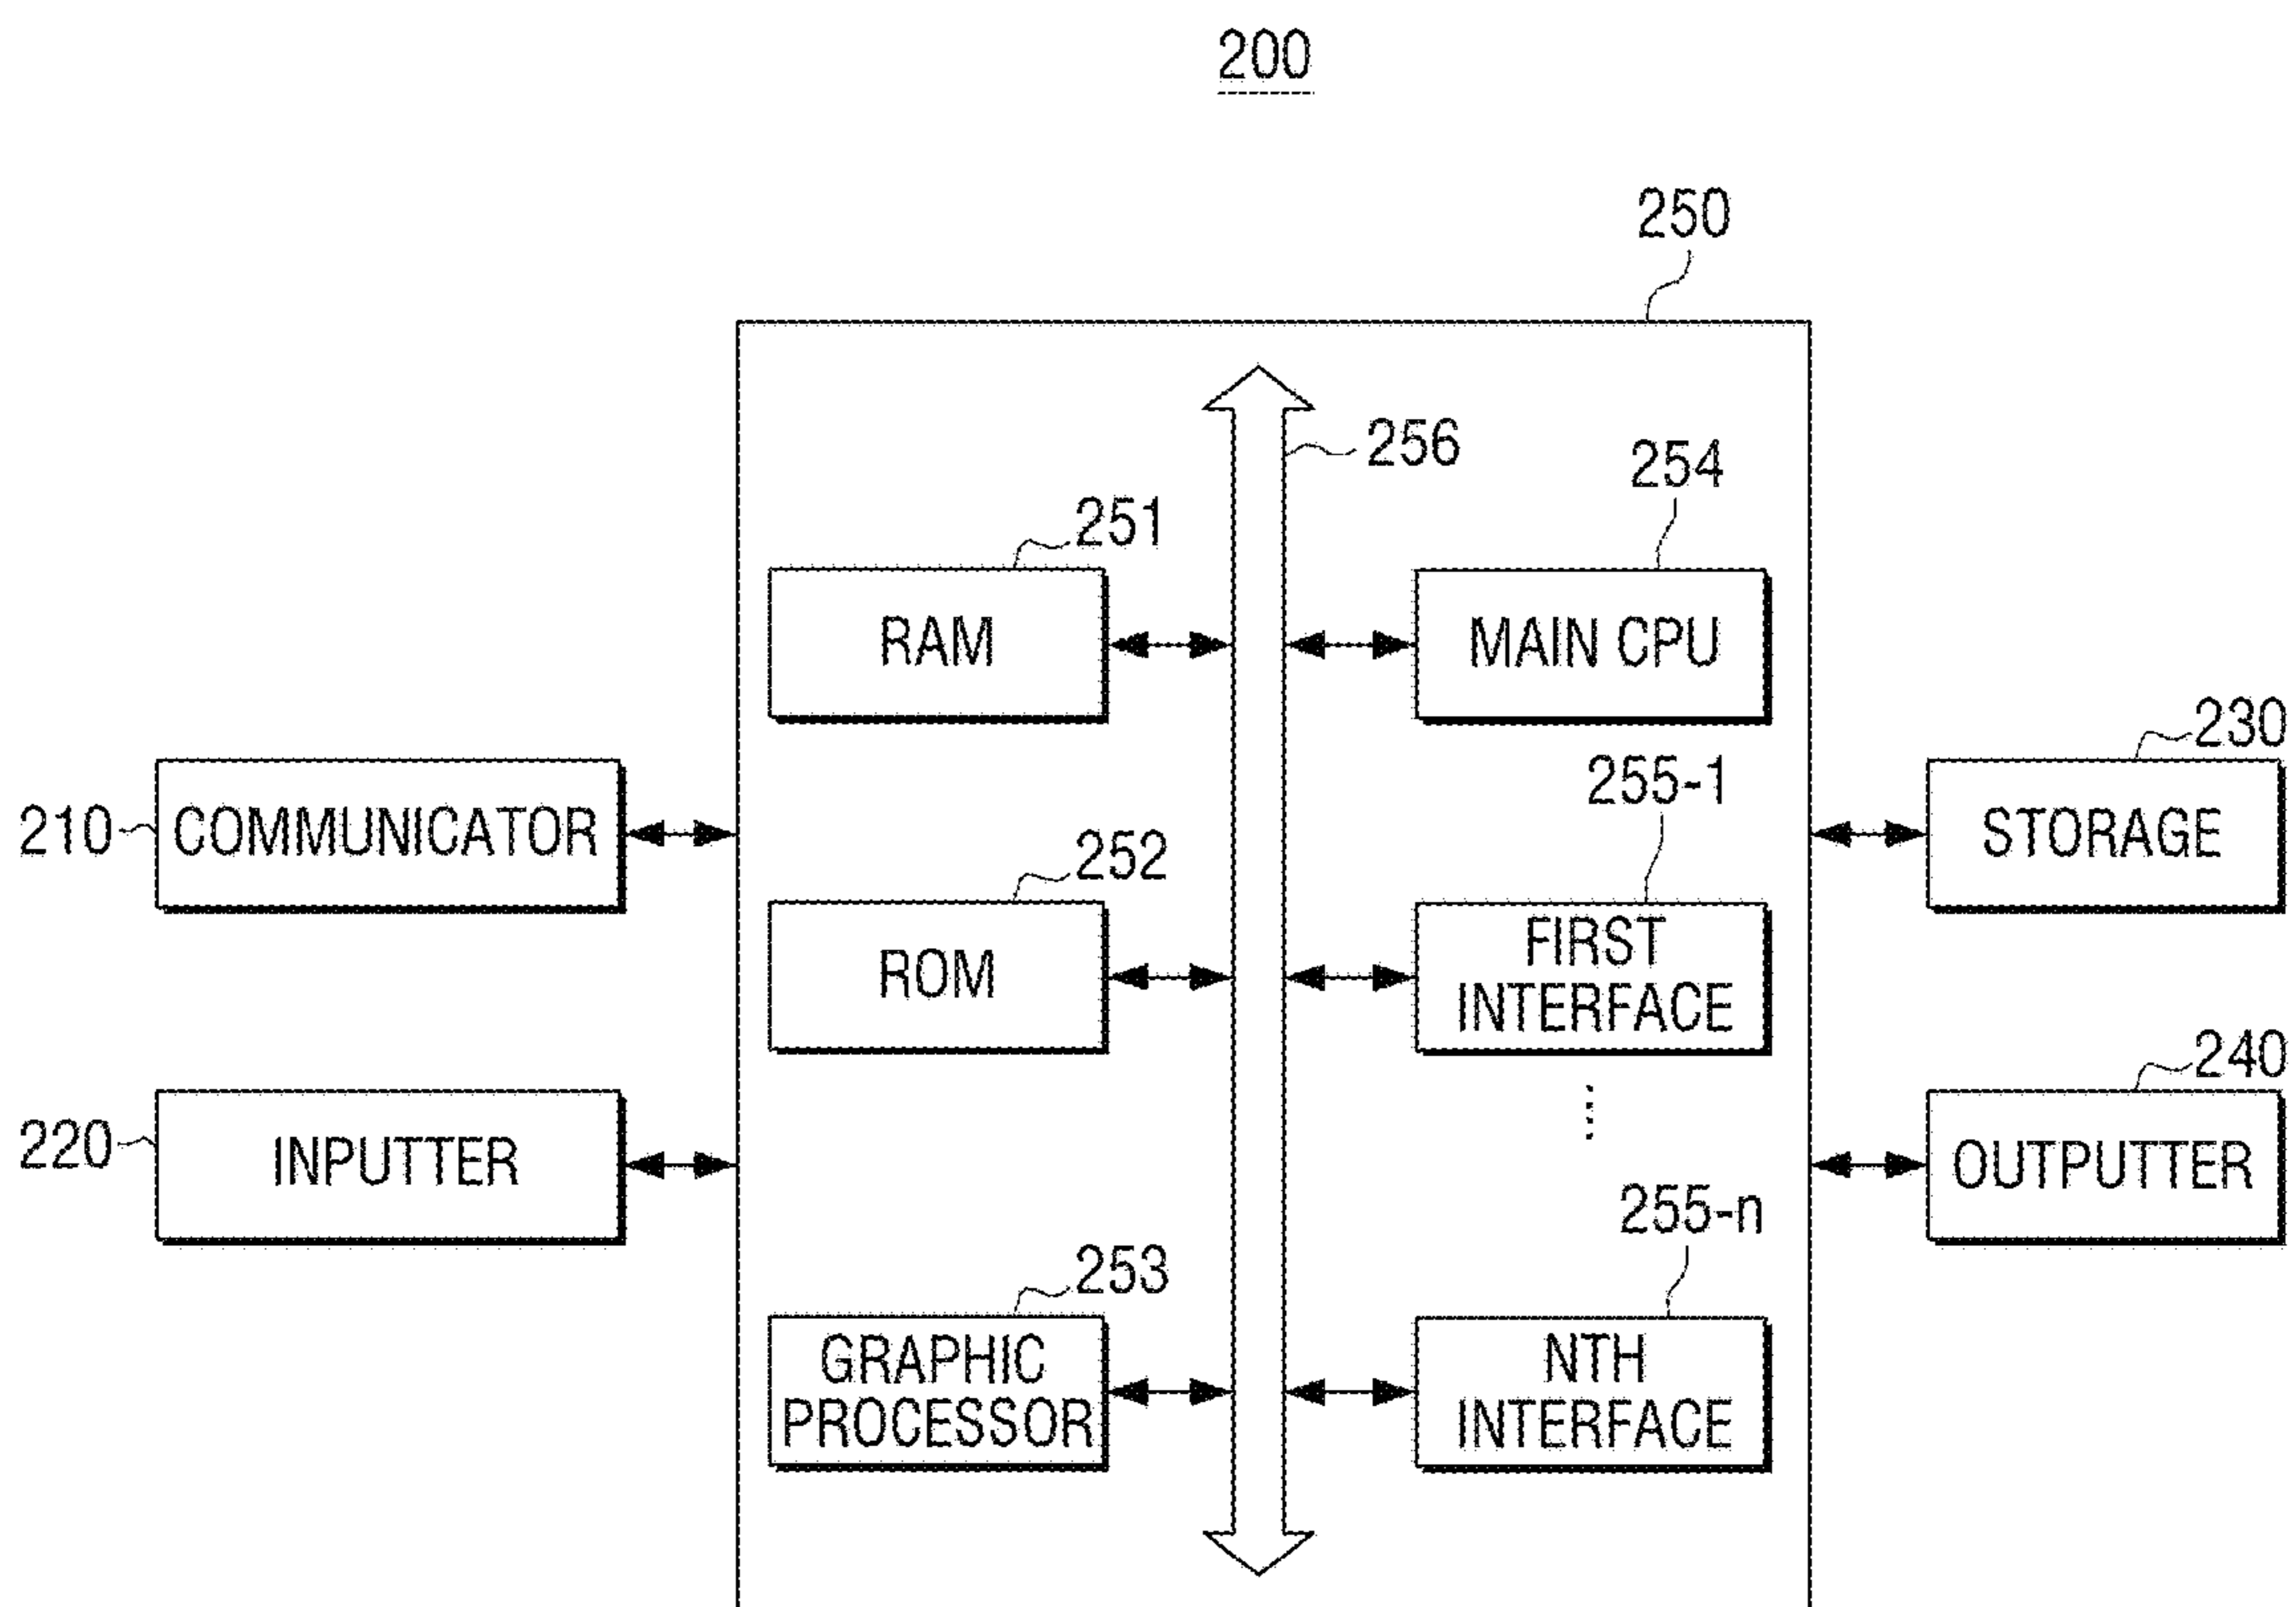 200
250
256
254
251
RAM
MAIN CPU
230
255-1
210
COMMUNICATOR
STORAGE
252
ROM
FIRST
INTERFACE
240
220
INPUTTER
OUTPUTTER
255-n
253
GRAPHIC
PROCESSOR
NTH
INTERFACE